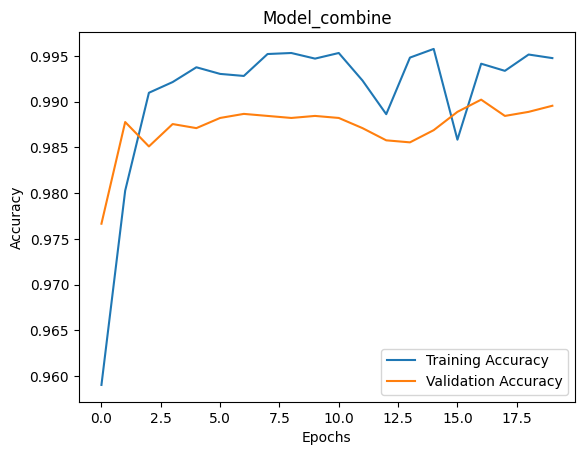 Model_combine
Accuracy
0.995
0.990
0.985
0.980
0.975
0.970
0.965
0.960
Training Accuracy
Validation Accuracy
0.0 2.5 5.0 7.5 10.0 12.5 15.0 17.5
Epochs